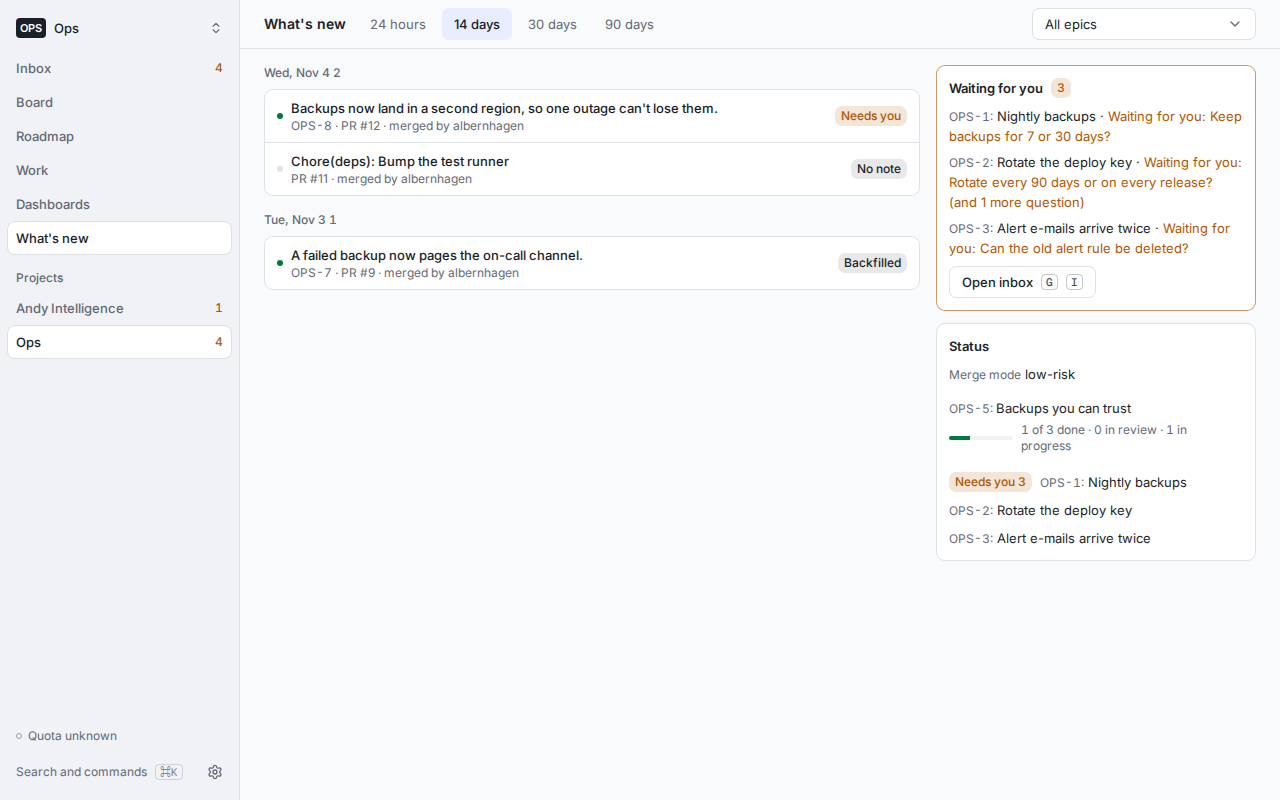 OPS Ops
Inbox 4
Board
Roadmap
Work
Dashboards
What's new
Projects
Andy Intelligence 1
Ops 4
Quota unknown
Search and commands ⌘K
What's new 24 hours 14 days 30 days 90 days
All epics
Wed, Nov 4 2
Backups now land in a second region, so one outage can't lose them.
OPS-8 · PR #12 · merged by albernhagen
Needs you
Chore(deps): Bump the test runner
PR #11 · merged by albernhagen
No note
Tue, Nov 3 1
A failed backup now pages the on-call channel.
OPS-7 · PR #9 · merged by albernhagen
Backfilled
Waiting for you 3
OPS-1: Nightly backups · Waiting for you: Keep
backups for 7 or 30 days?
OPS-2: Rotate the deploy key · Waiting for you:
Rotate every 90 days or on every release?
(and 1 more question)
OPS-3: Alert e-mails arrive twice · Waiting for
you: Can the old alert rule be deleted?
Open inbox G I
Status
Merge mode low-risk
OPS-5: Backups you can trust
1 of 3 done · 0 in review · 1 in
progress
Needs you 3 OPS-1: Nightly backups
OPS-2: Rotate the deploy key
OPS-3: Alert e-mails arrive twice